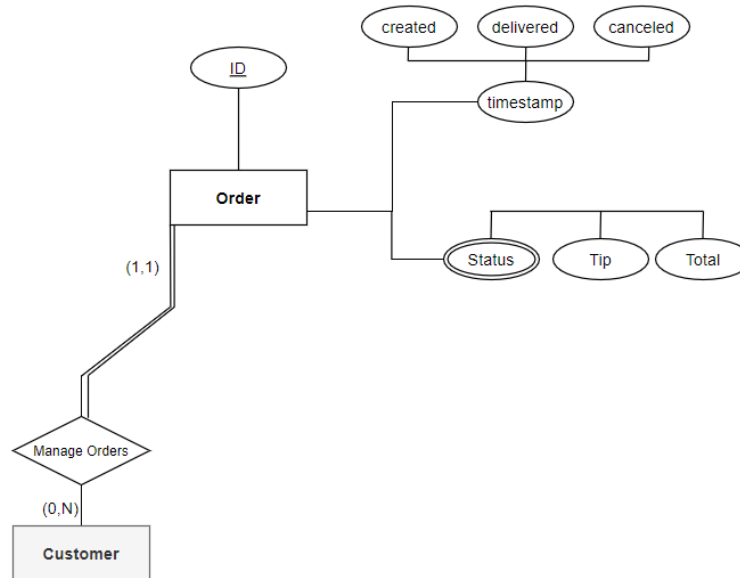 created
delivered
canceled
ID
timestamp
Order
Status
Tip
Total
(1,1)
Manage Orders
(0,N)
Customer